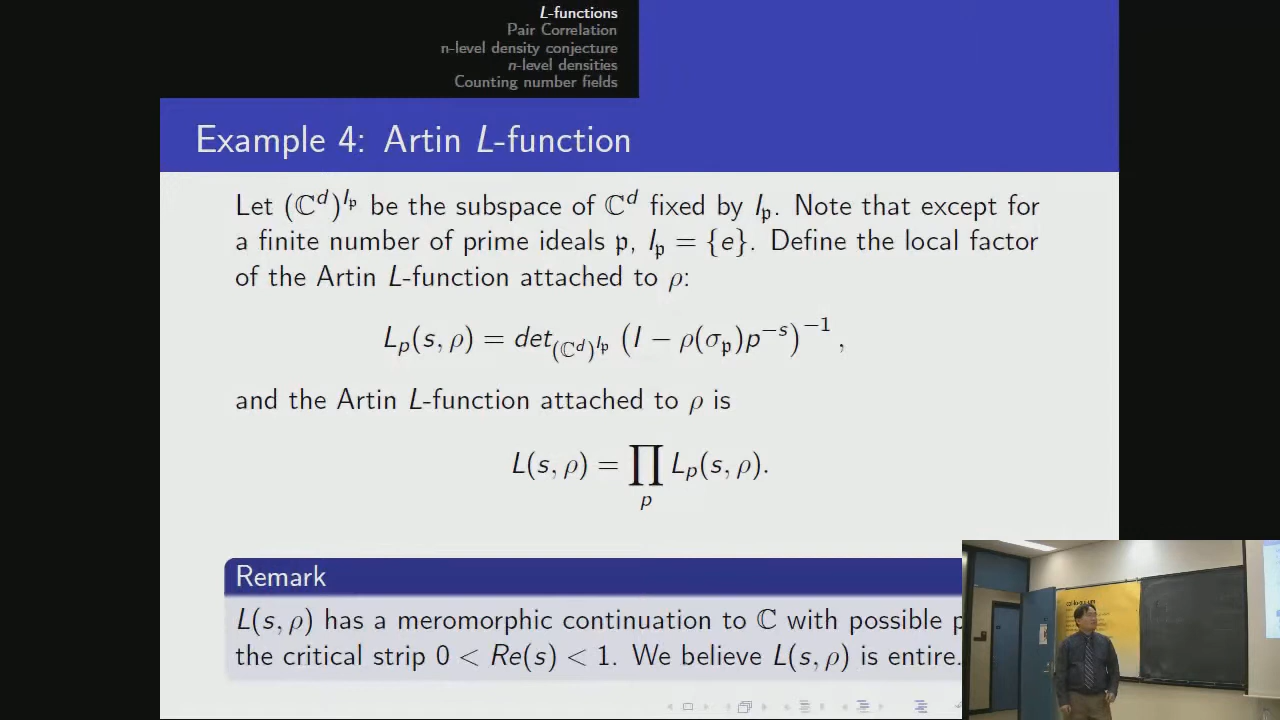 L-functions
Pair Correlation
n-level density conjecture
n-level densities
Counting number fields
Example 4: Artin L-function
Let (ℂ^d)^{I_𝔭} be the subspace of ℂ^d fixed by I_𝔭. Note that except for
a finite number of prime ideals 𝔭, I_𝔭 = {e}. Define the local factor
of the Artin L-function attached to ρ:
L_p(s, ρ) = det_{(ℂ^d)^{I_𝔭}} (I − ρ(σ_𝔭)p^{−s})^{−1},
and the Artin L-function attached to ρ is
L(s, ρ) = ∏_p L_p(s, ρ).
Remark
L(s, ρ) has a meromorphic continuation to ℂ with possible
the critical strip 0 < Re(s) < 1. We believe L(s, ρ) is entire.